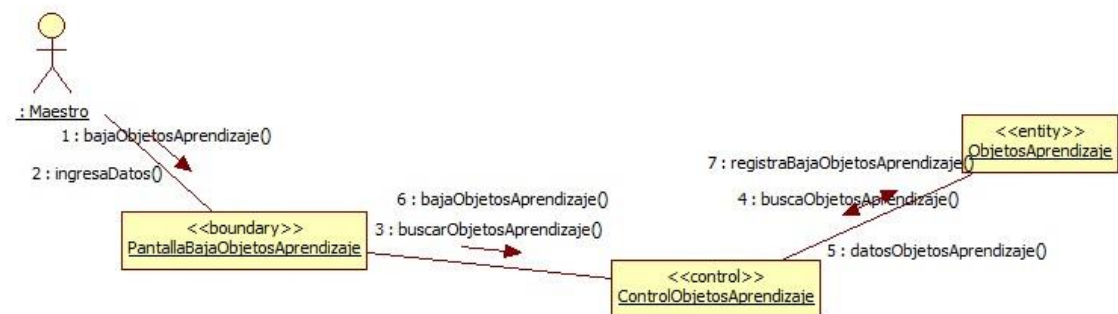 : Maestro
1 : bajaObjetosAprendizaje()
2 : ingresaDatos()
<<boundary>>
PantallaBajaObjetosAprendizaje
6 : bajaObjetosAprendizaje()
3 : buscarObjetosAprendizaje()
<<control>>
ControlObjetosAprendizaje
7 : registraBajaObjetosAprendizaje()
4 : buscaObjetosAprendizaje()
5 : datosObjetosAprendizaje()
<<entity>>
ObjetosAprendizaje